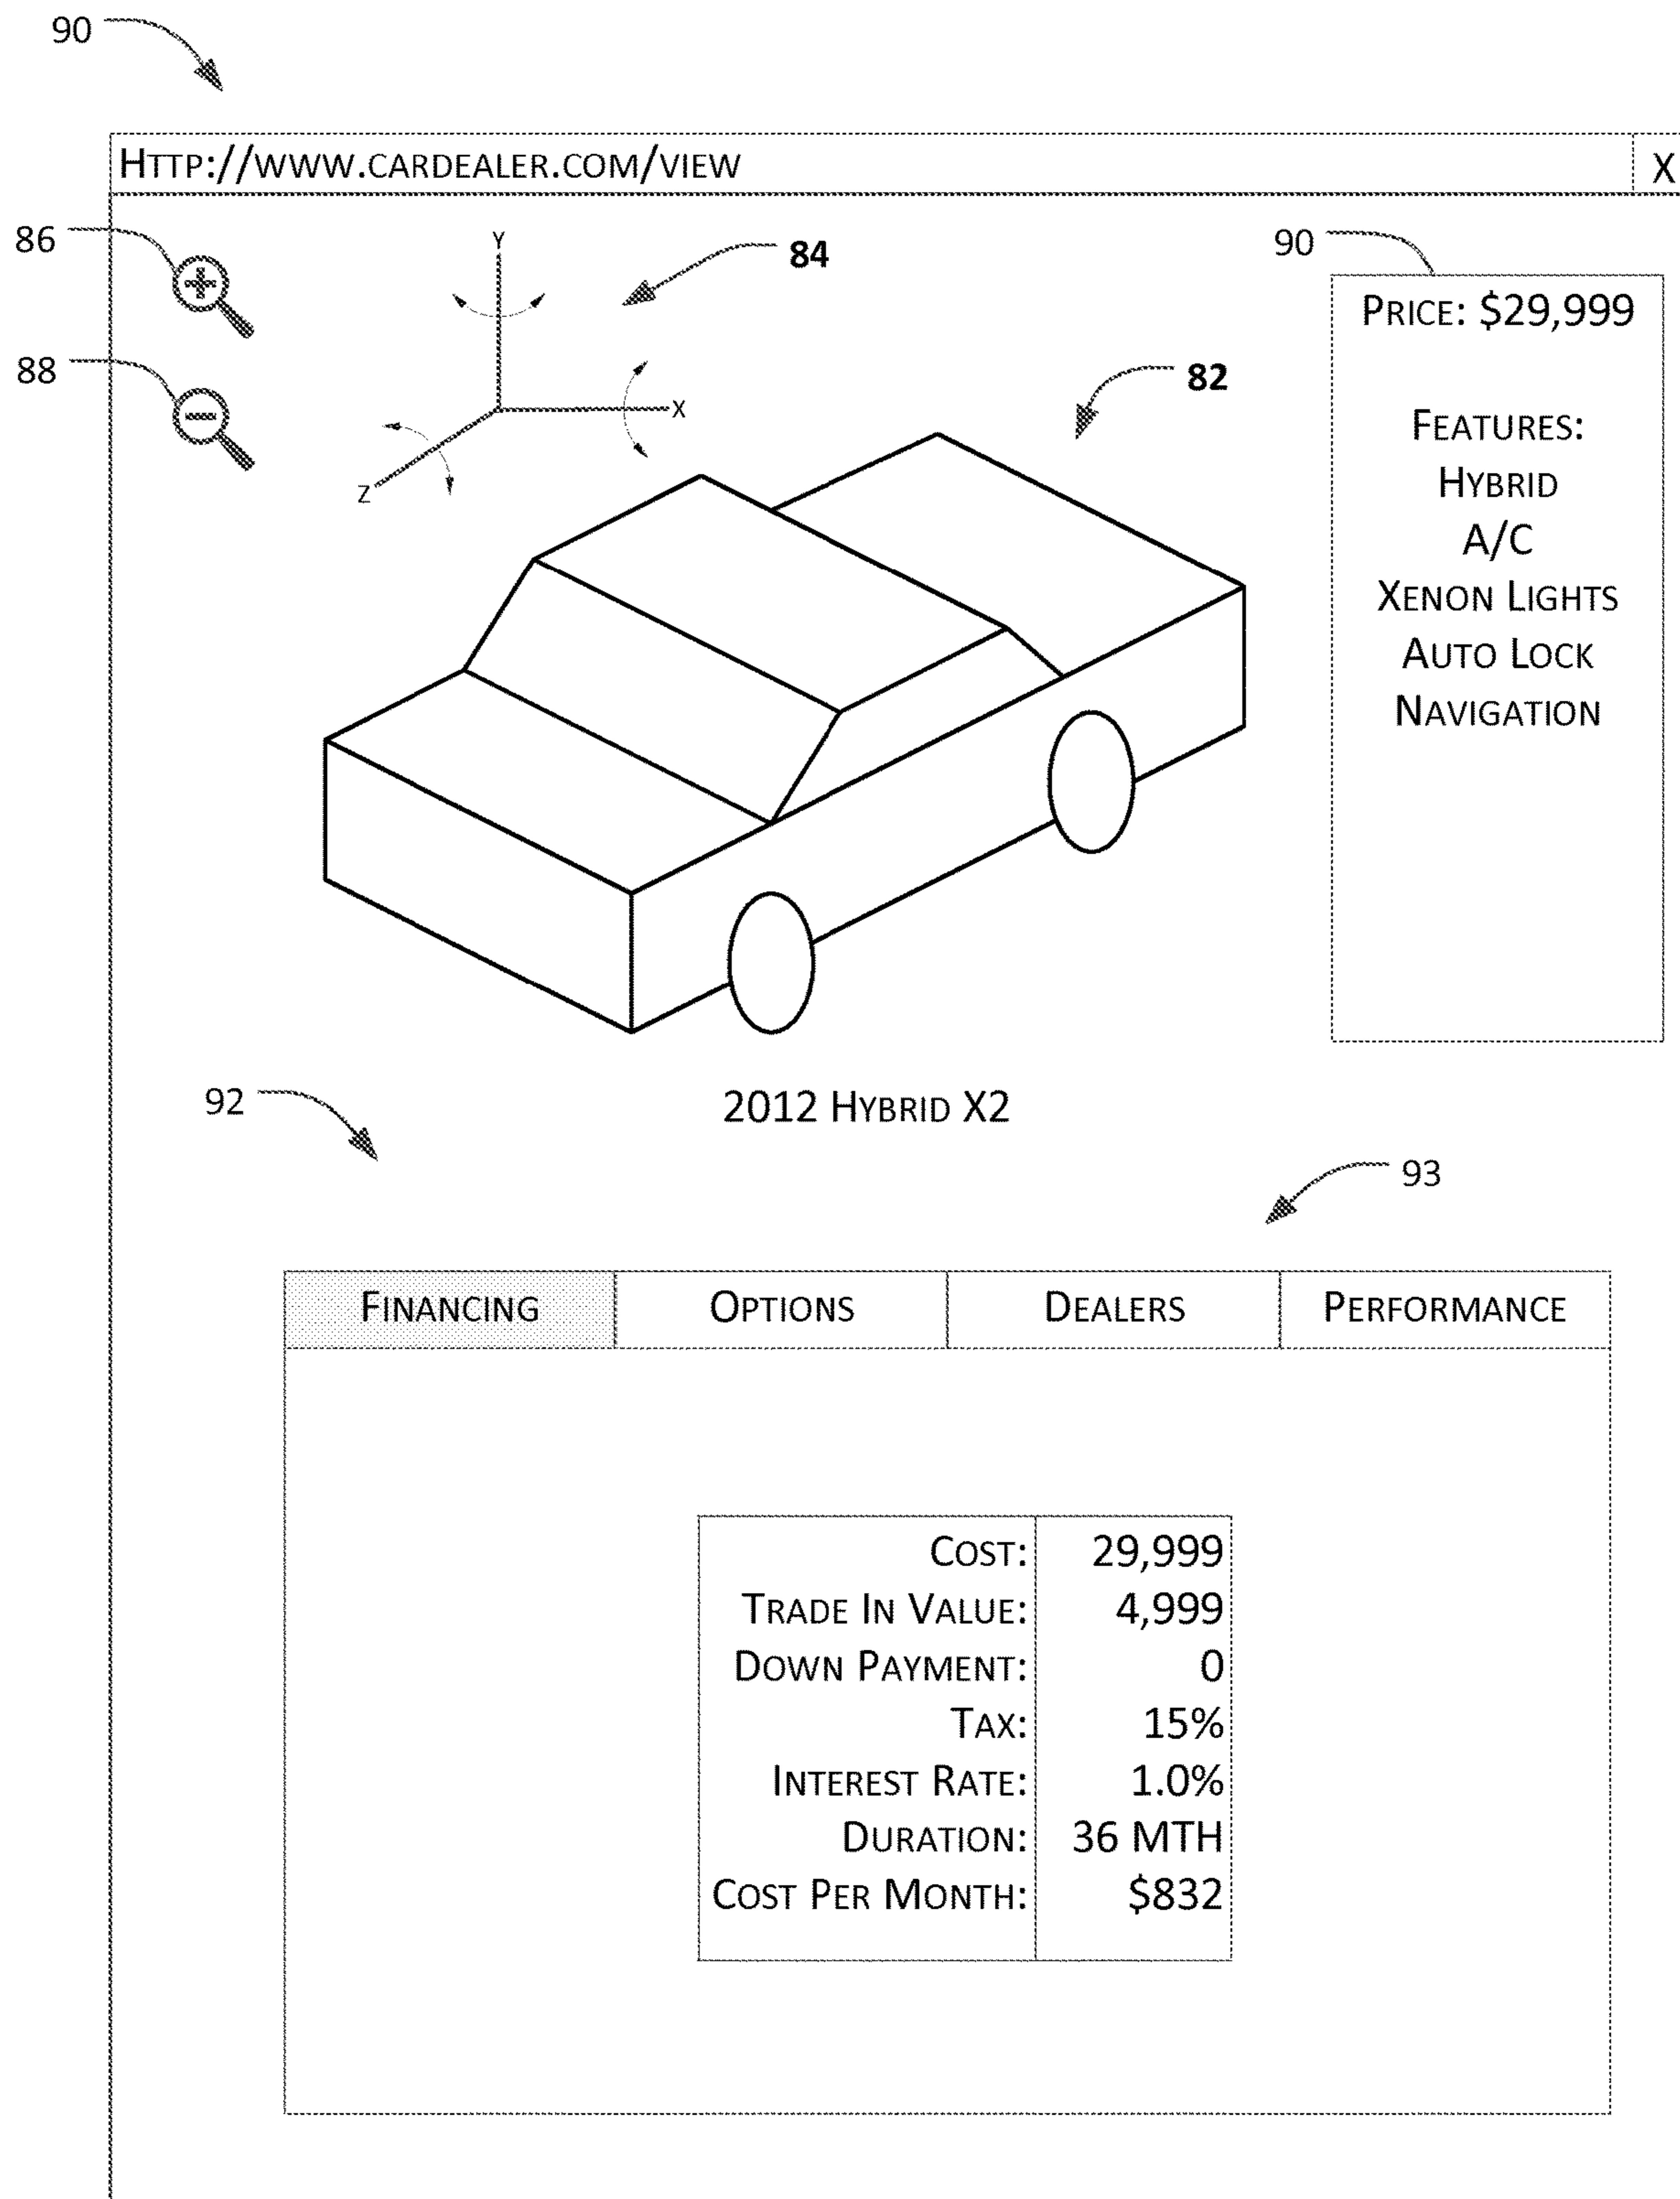 90
HTTP://WWW.CARDEALER.COM/VIEW X
86
84
90
88
82
Y
X
Z
PRICE: $29,999
FEATURES:
HYBRID
A/C
XENON LIGHTS
AUTO LOCK
NAVIGATION
2012 HYBRID X2
92
93
FINANCING OPTIONS DEALERS PERFORMANCE
COST: 29,999
TRADE IN VALUE: 4,999
DOWN PAYMENT: 0
TAX: 15%
INTEREST RATE: 1.0%
DURATION: 36 MTH
COST PER MONTH: $832